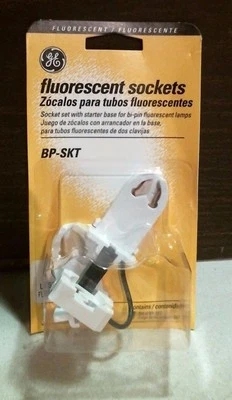 FLUORESCENT / FLUORESCENTE
GE
fluorescent sockets
Zócalos para tubos fluorescentes
Socket set with starter base for bi-pin fluorescent lamps
Juego de zócalos con arrancador en la base,
para tubos fluorescentes de dos clavijas
BP-SKT